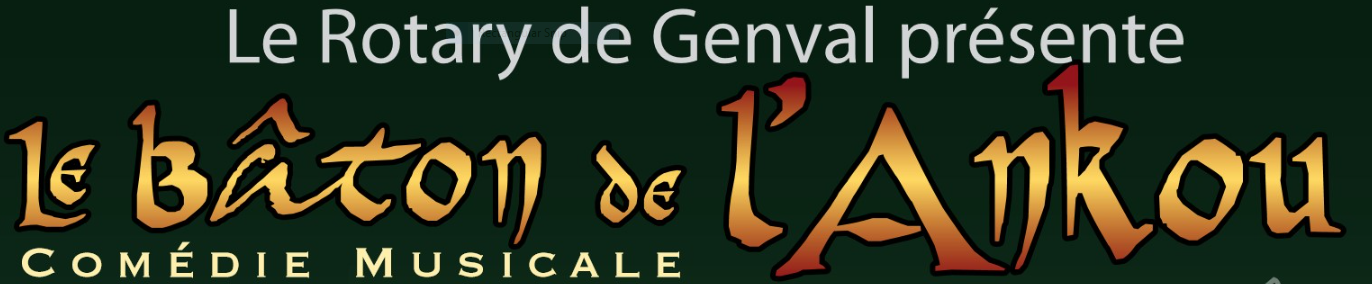 Le Rotary de Genval présente
Le Bâton de l'Ankou
Comédie Musicale